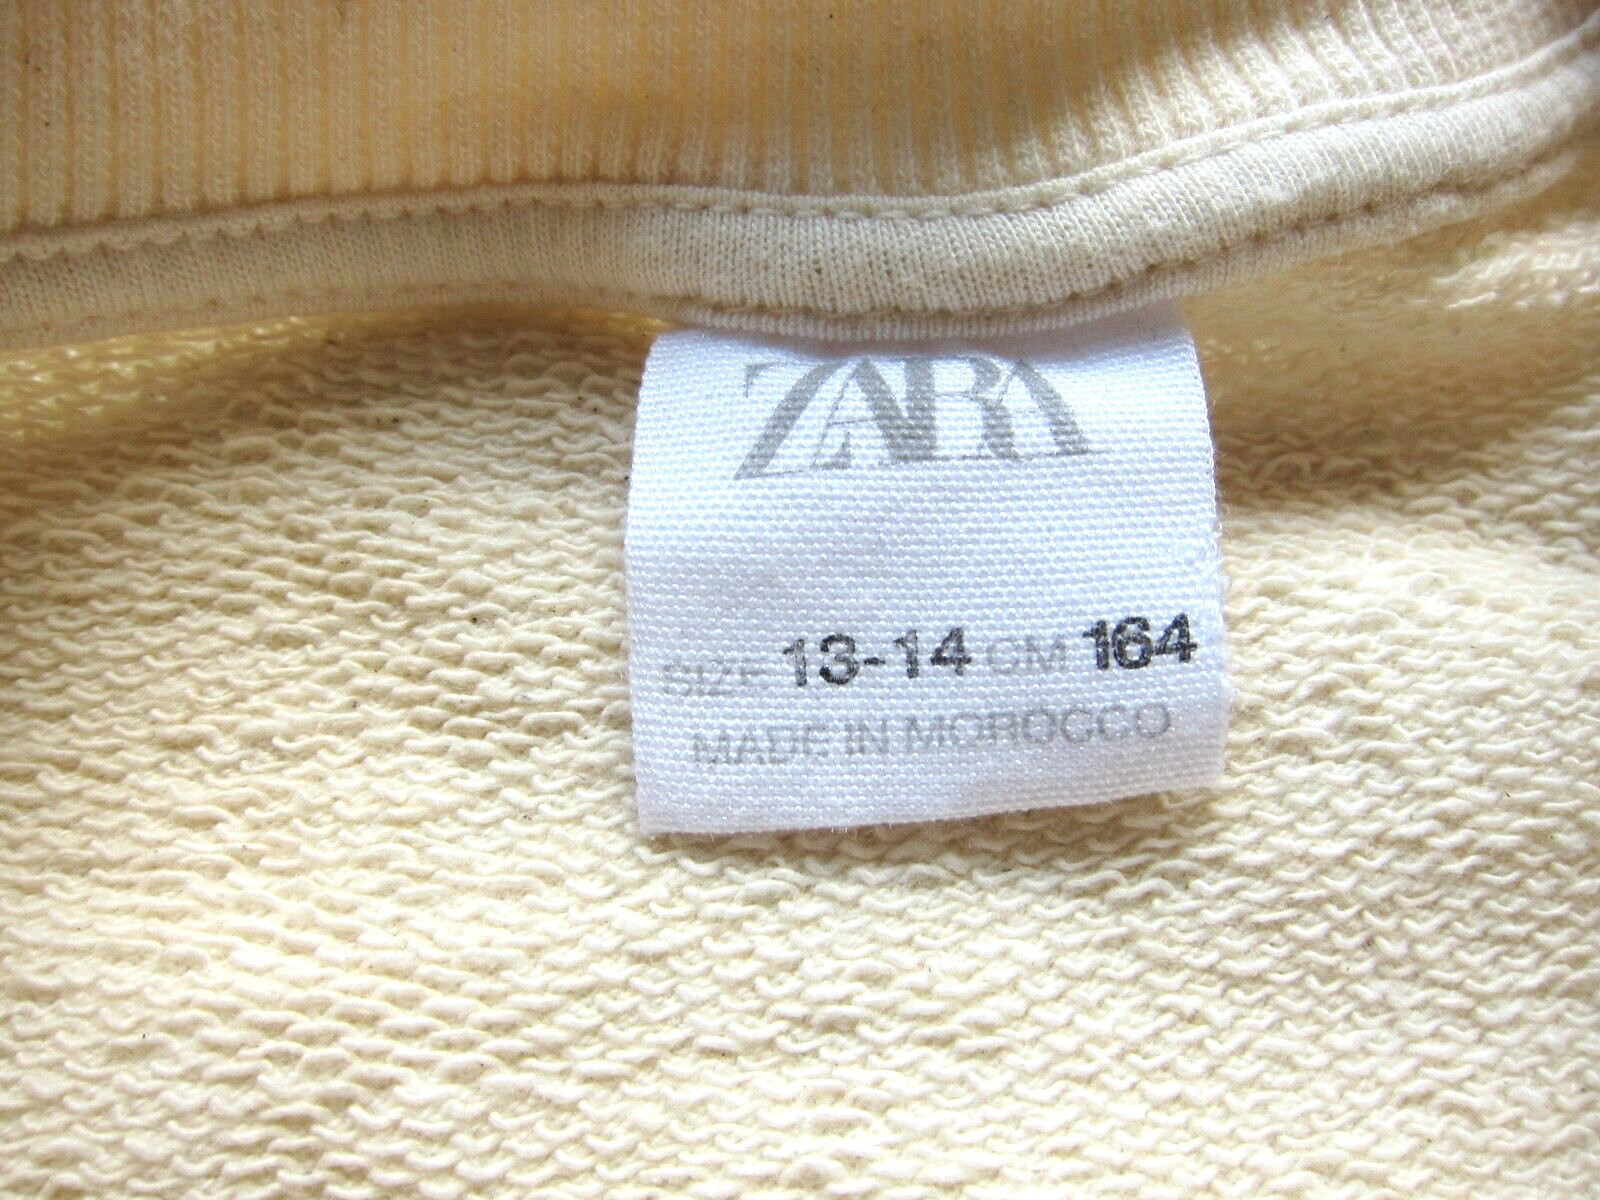 ZARA
SIZE 13-14 CM 164
MADE IN MOROCCO